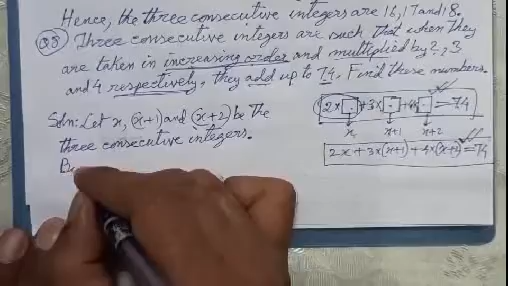 Hence, the three consecutive integers are 16, 17 and 18.
Q8 Three consecutive integers are such that when they
are taken in increasing order and multiplied by 2, 3
and 4 respectively, they add up to 74. Find these numbers.
Soln: Let x, (x+1) and (x+2) be the
three consecutive integers.
2x + 3x + 4x = 74
x x+1 x+2
2x + 3x(x+1) + 4x(x+2) = 74